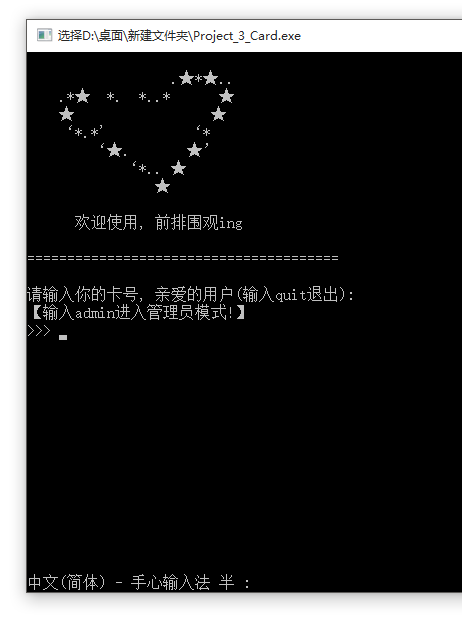 选择D:\桌面\新建文件夹\Project_3_Card.exe
.★*★..
.*★ *. *..* ★
★ ★
‘*.*’ ‘*
‘★. ★’
‘*.. ★
★
欢迎使用, 前排围观ing
=======================================
请输入你的卡号, 亲爱的用户(输入quit退出):
【输入admin进入管理员模式!】
>>>
中文(简体) - 手心输入法 半 :